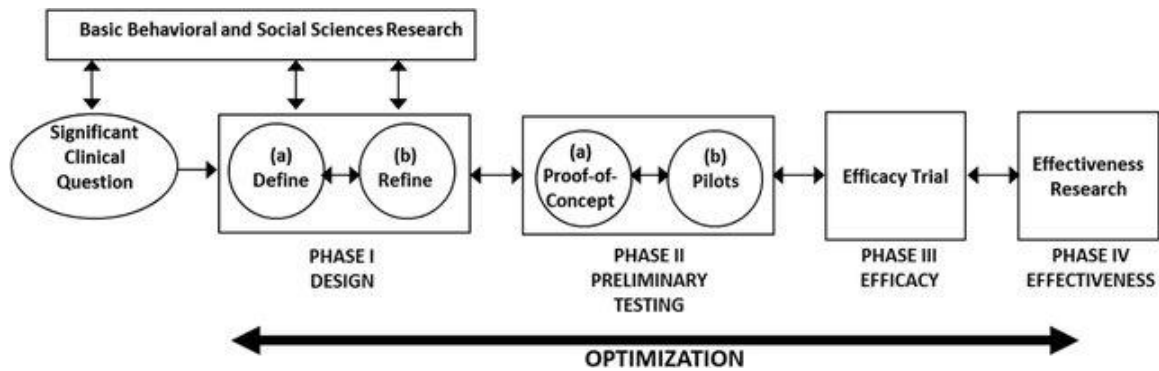 Basic Behavioral and Social Sciences Research
Significant
Clinical
Question
(a)
Define
(b)
Refine
(a)
Proof-of-
Concept
(b)
Pilots
Efficacy Trial
Effectiveness
Research
PHASE I
DESIGN
PHASE II
PRELIMINARY
TESTING
PHASE III
EFFICACY
PHASE IV
EFFECTIVENESS
OPTIMIZATION